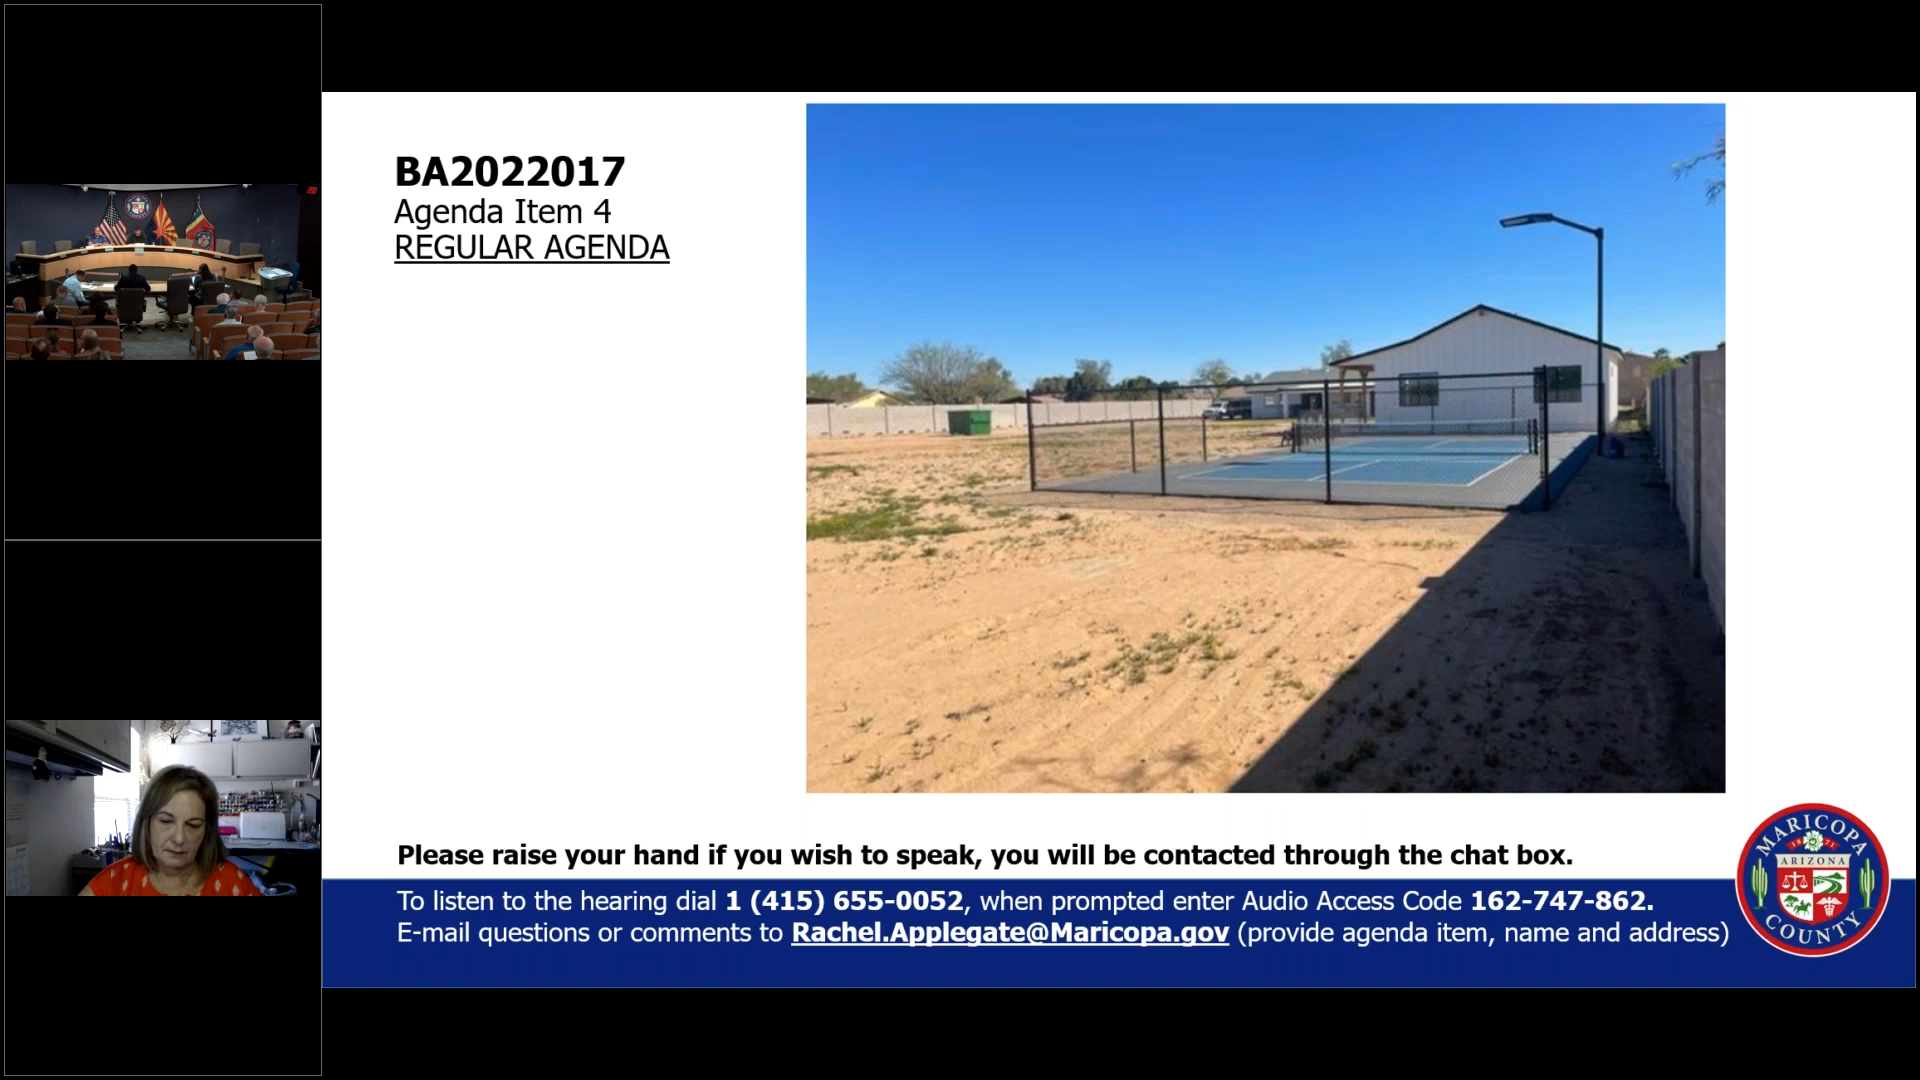 BA2022017
Agenda Item 4
REGULAR AGENDA
Please raise your hand if you wish to speak, you will be contacted through the chat box.
To listen to the hearing dial 1 (415) 655-0052, when prompted enter Audio Access Code 162-747-862.
E-mail questions or comments to Rachel.Applegate@Maricopa.gov (provide agenda item, name and address)
MARICOPA
ARIZONA
COUNTY